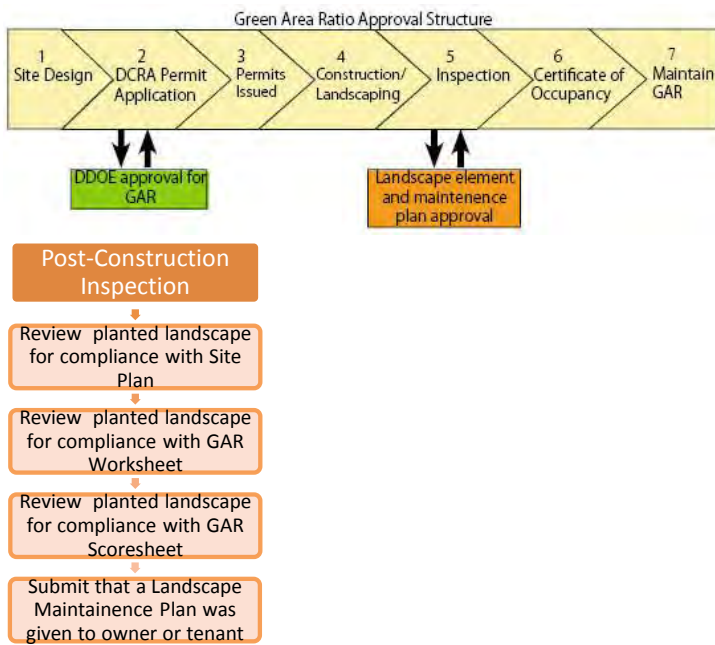 Green Area Ratio Approval Structure
1
Site Design
2
DCRA Permit
Application
3
Permits
Issued
4
Construction/
Landscaping
5
Inspection
6
Certificate of
Occupancy
7
Maintain
GAR
DDOE approval for
GAR
Landscape element
and maintenence
plan approval
Post-Construction
Inspection
Review planted landscape
for compliance with Site
Plan
Review planted landscape
for compliance with GAR
Worksheet
Review planted landscape
for compliance with GAR
Scoresheet
Submit that a Landscape
Maintainence Plan was
given to owner or tenant